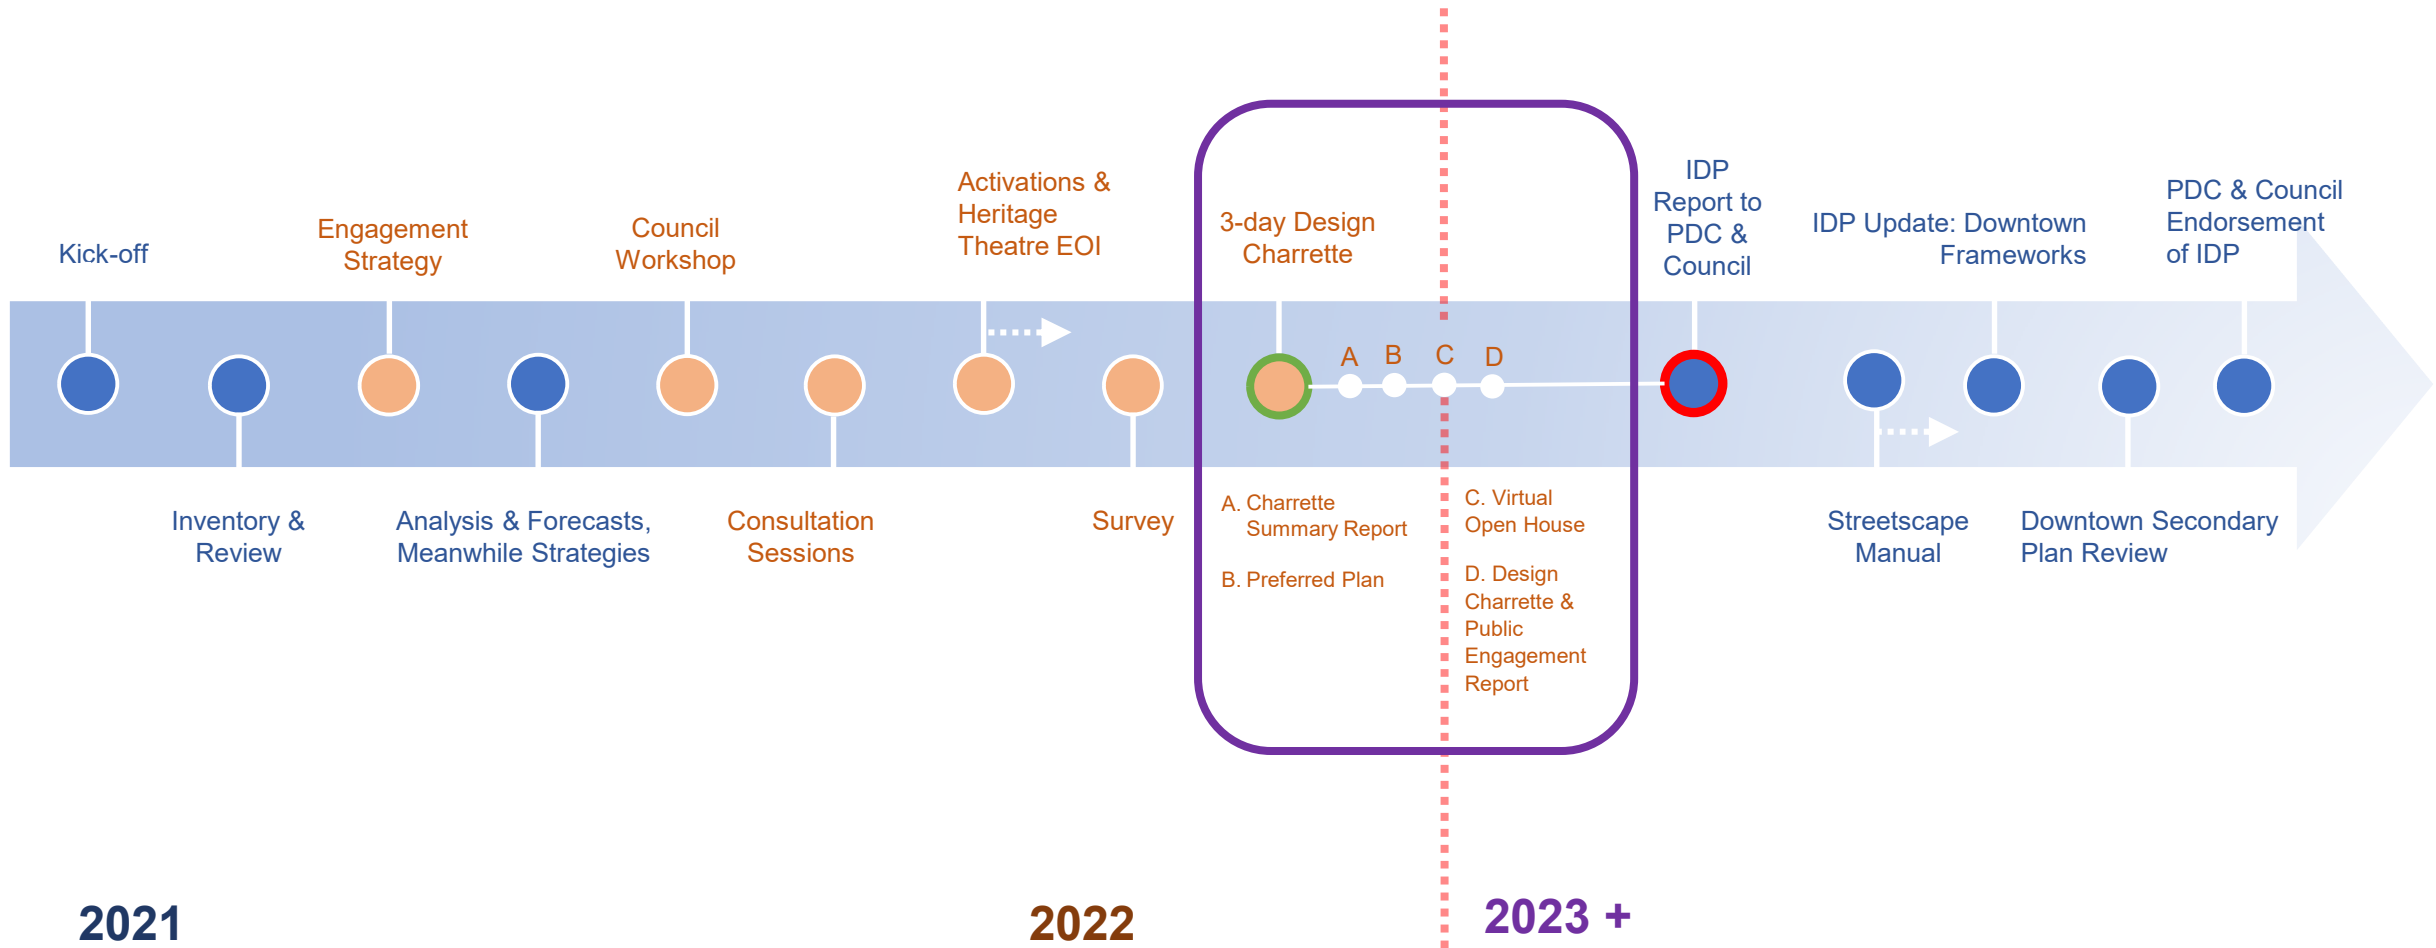 Kick-off
Engagement
Strategy
Council
Workshop
Activations &
Heritage
Theatre EOI
3-day Design
Charrette
IDP
Report to
PDC &
Council
IDP Update: Downtown
Frameworks
PDC & Council
Endorsement
of IDP
A
B
C
D
Inventory &
Review
Analysis & Forecasts,
Meanwhile Strategies
Consultation
Sessions
Survey
A. Charrette
Summary Report
B. Preferred Plan
C. Virtual
Open House
D. Design
Charrette &
Public
Engagement
Report
Streetscape
Manual
Downtown Secondary
Plan Review
2021
2022
2023 +